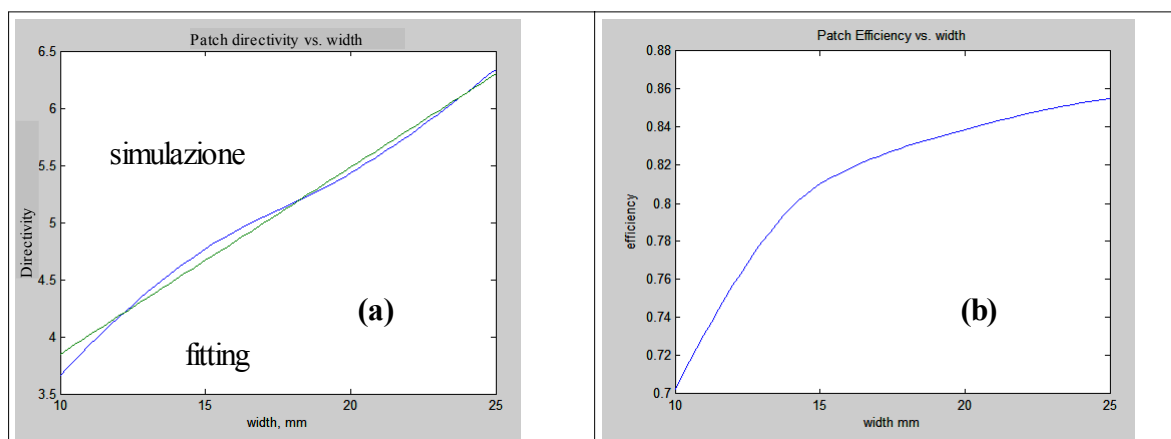 Patch directivity vs. width
6.5
6
5.5
5
4.5
4
3.5
Directivity
simulazione
fitting
(a)
10 15 20 25
width, mm
Patch Efficiency vs. width
0.88
0.86
0.84
0.82
0.8
0.78
0.76
0.74
0.72
0.7
efficiency
(b)
10 15 20 25
width mm